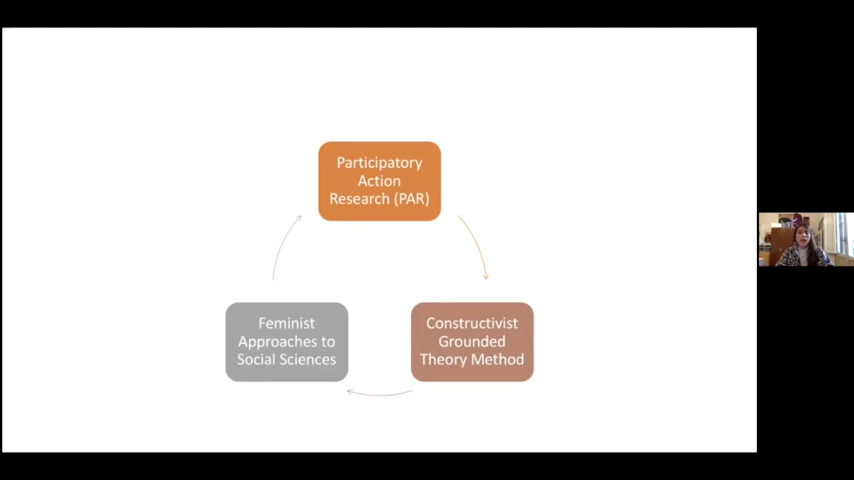 Participatory
Action
Research (PAR)
Feminist
Approaches to
Social Sciences
Constructivist
Grounded
Theory Method